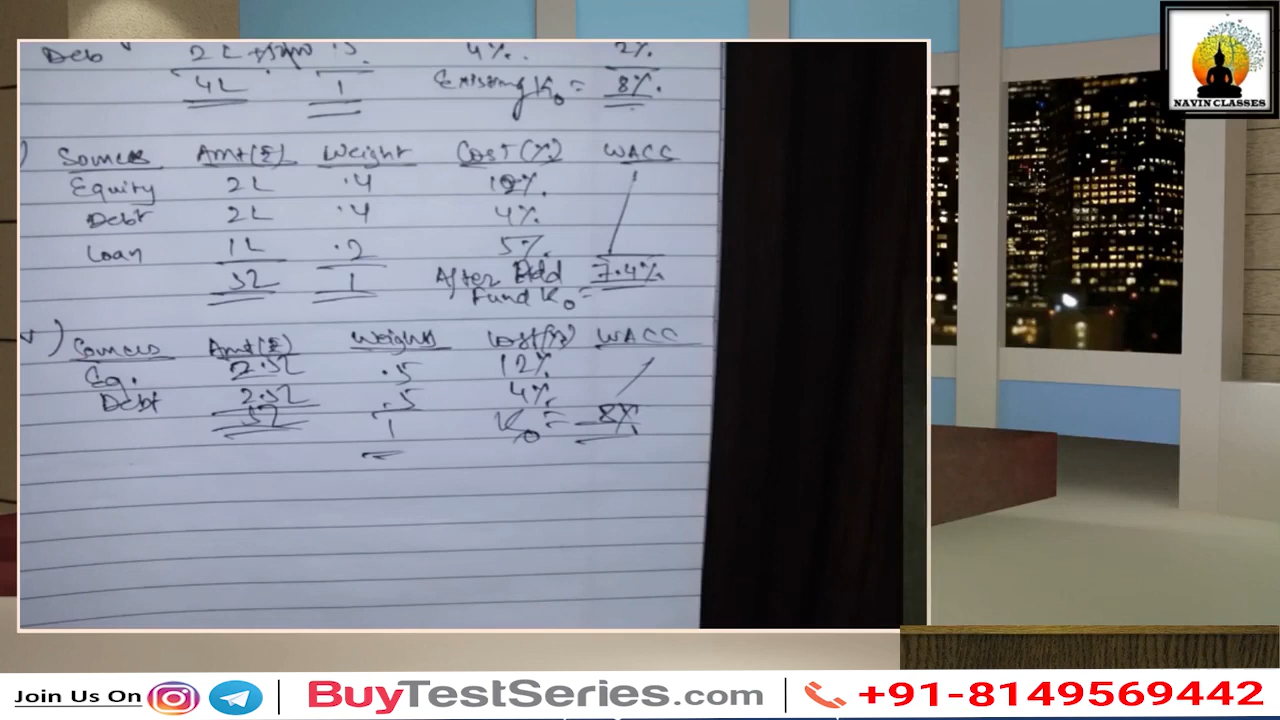 NAVIN CLASSES
Deb 2L .5 4%. 2%.
4L 1 Existing K₀ = 8%.
) Sources Amt(₹) Weight Cost(%) WACC
Equity 2L .4 12%.
Debt 2L .4 4%.
Loan 1L .2 5%.
5L 1 After Add 7.4%.
Fund K₀ =
v) Sources Amt(₹) Weights Cost(%) WACC
Eq. 2.5L .5 12%.
Debt 2.5L .5 4%.
5L 1 K₀ = 8%
Join Us On BuyTestSeries.com +91-8149569442